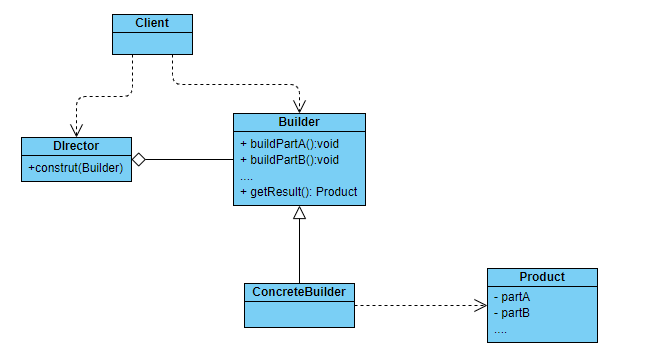 Client
Builder
+ buildPartA():void
+ buildPartB():void
....
+ getResult(): Product
DIrector
+construt(Builder)
ConcreteBuilder
Product
- partA
- partB
....